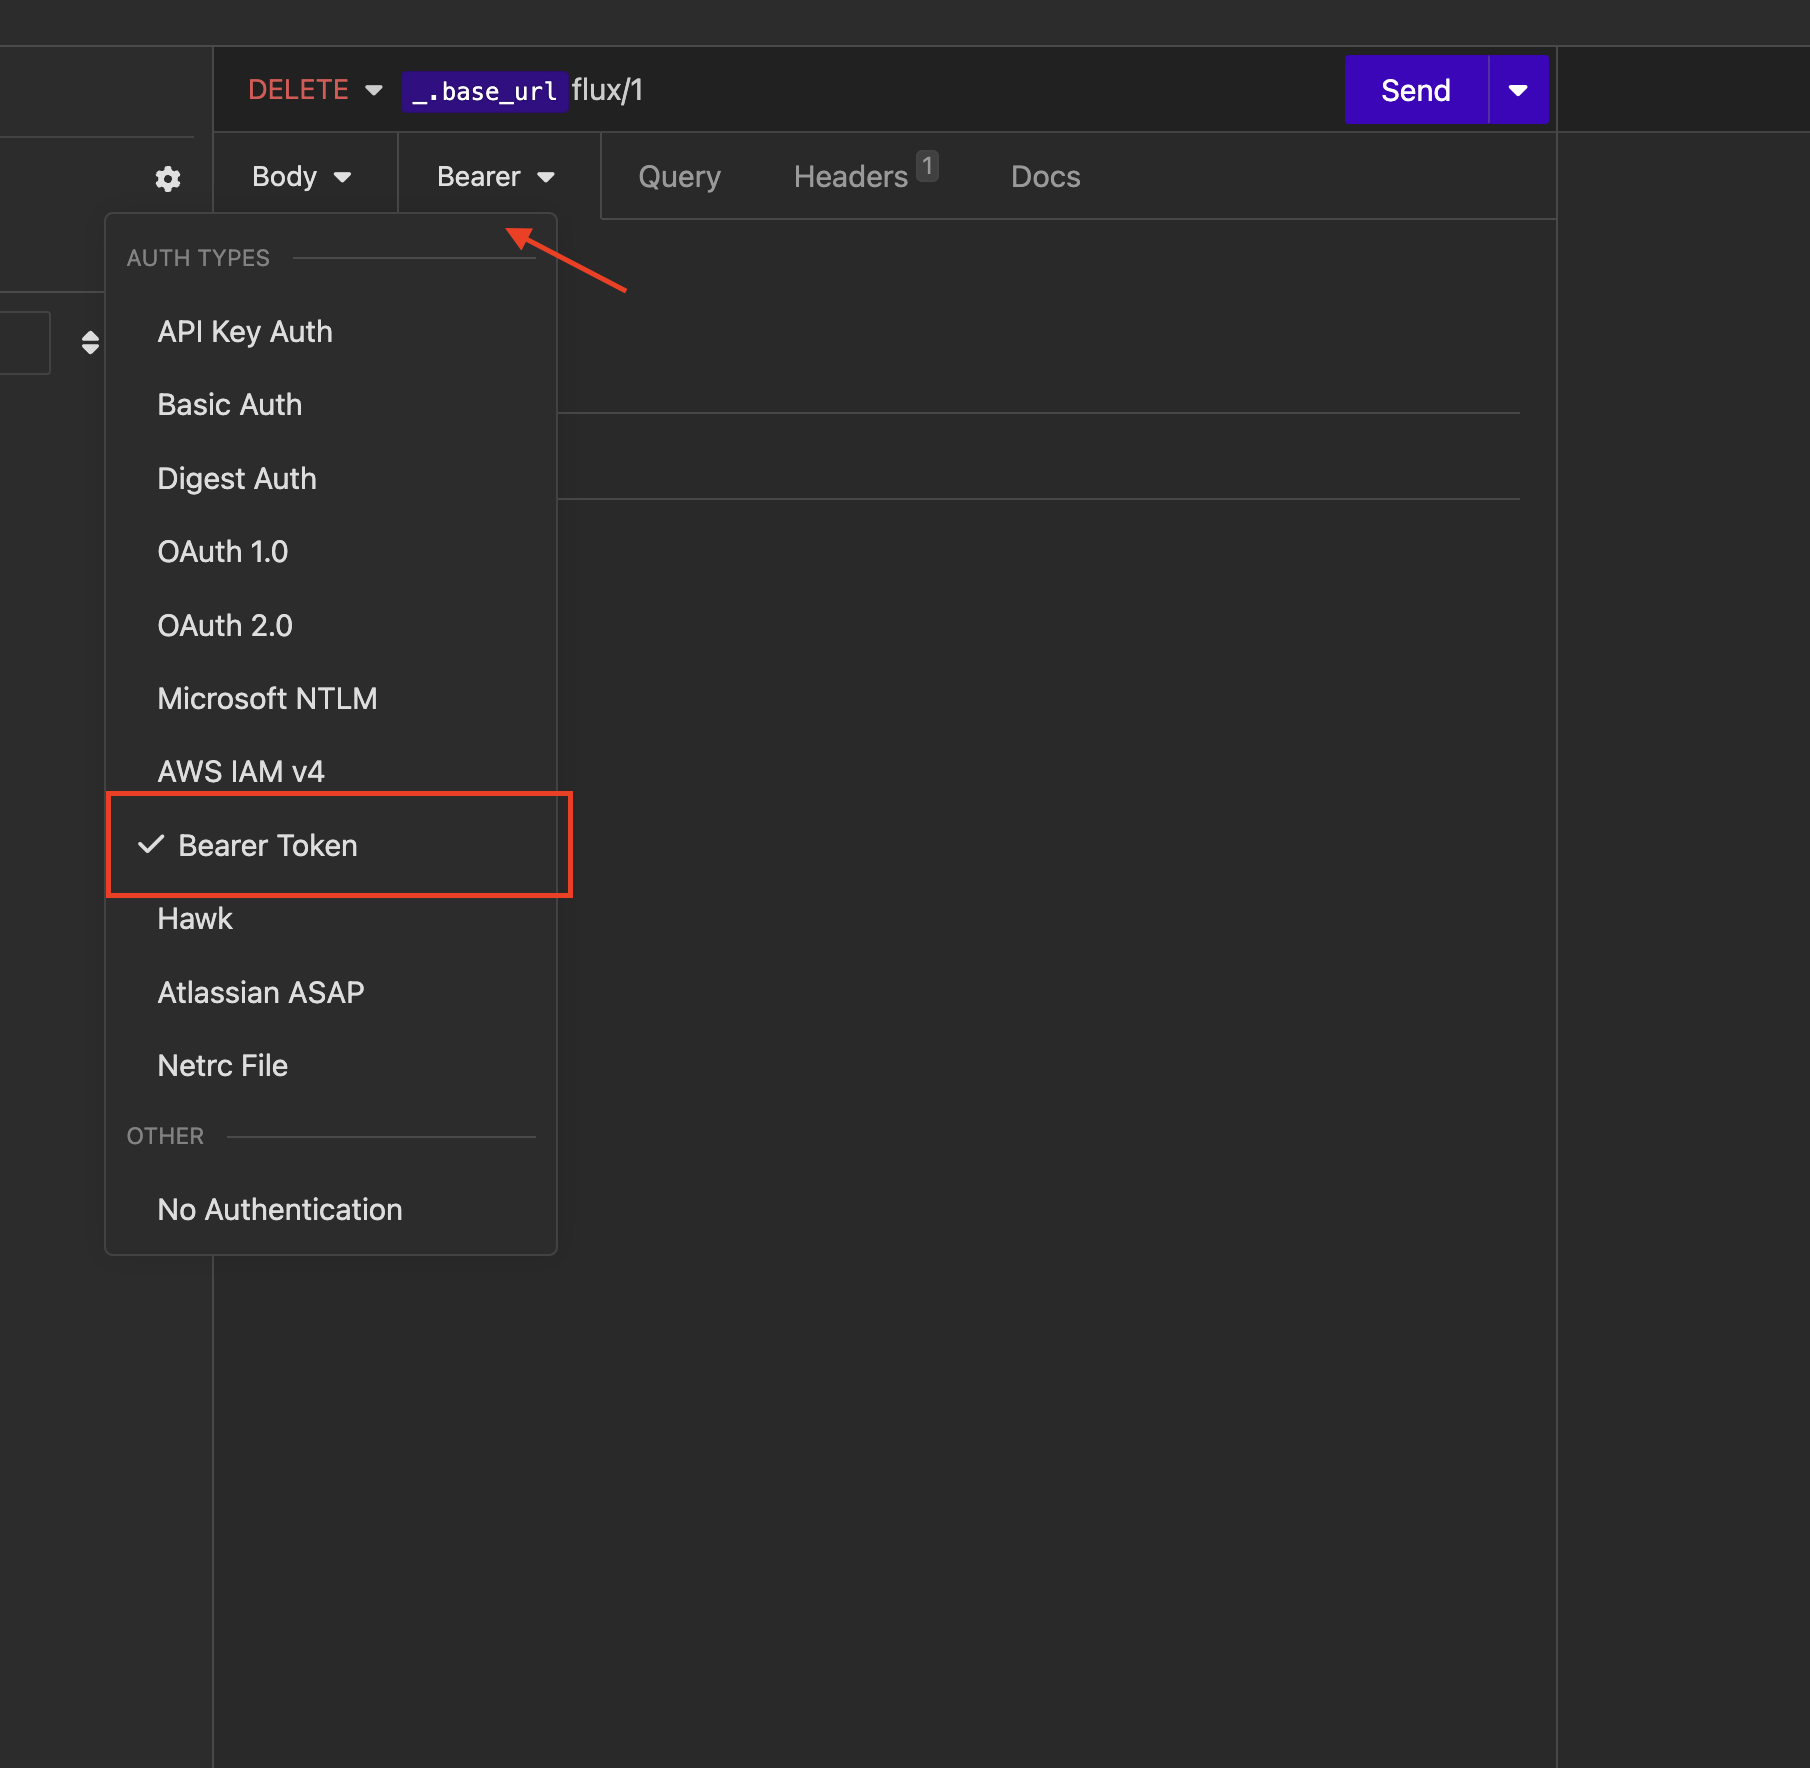 DELETE _.base_url flux/1 Send
Body Bearer Query Headers 1 Docs
AUTH TYPES
API Key Auth
Basic Auth
Digest Auth
OAuth 1.0
OAuth 2.0
Microsoft NTLM
AWS IAM v4
Bearer Token
Hawk
Atlassian ASAP
Netrc File
OTHER
No Authentication